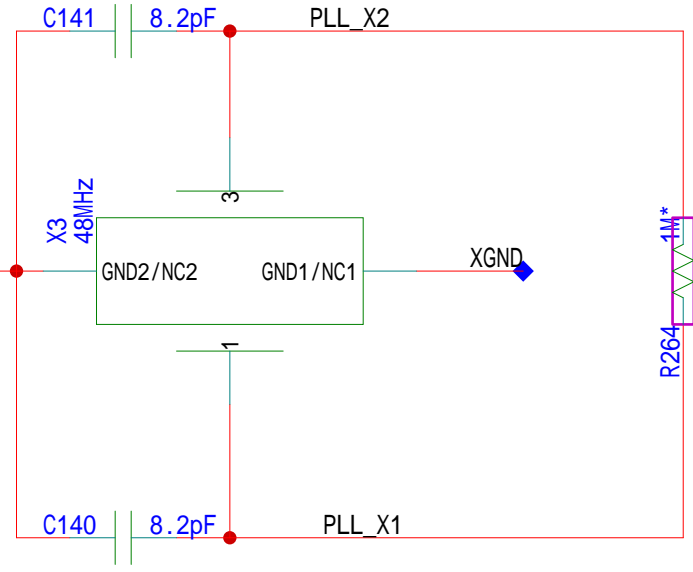 C141 8.2pF PLL_X2
3
X3
48MHz
1M*
GND2/NC2 GND1/NC1 XGND
1
R264
C140 8.2pF PLL_X1